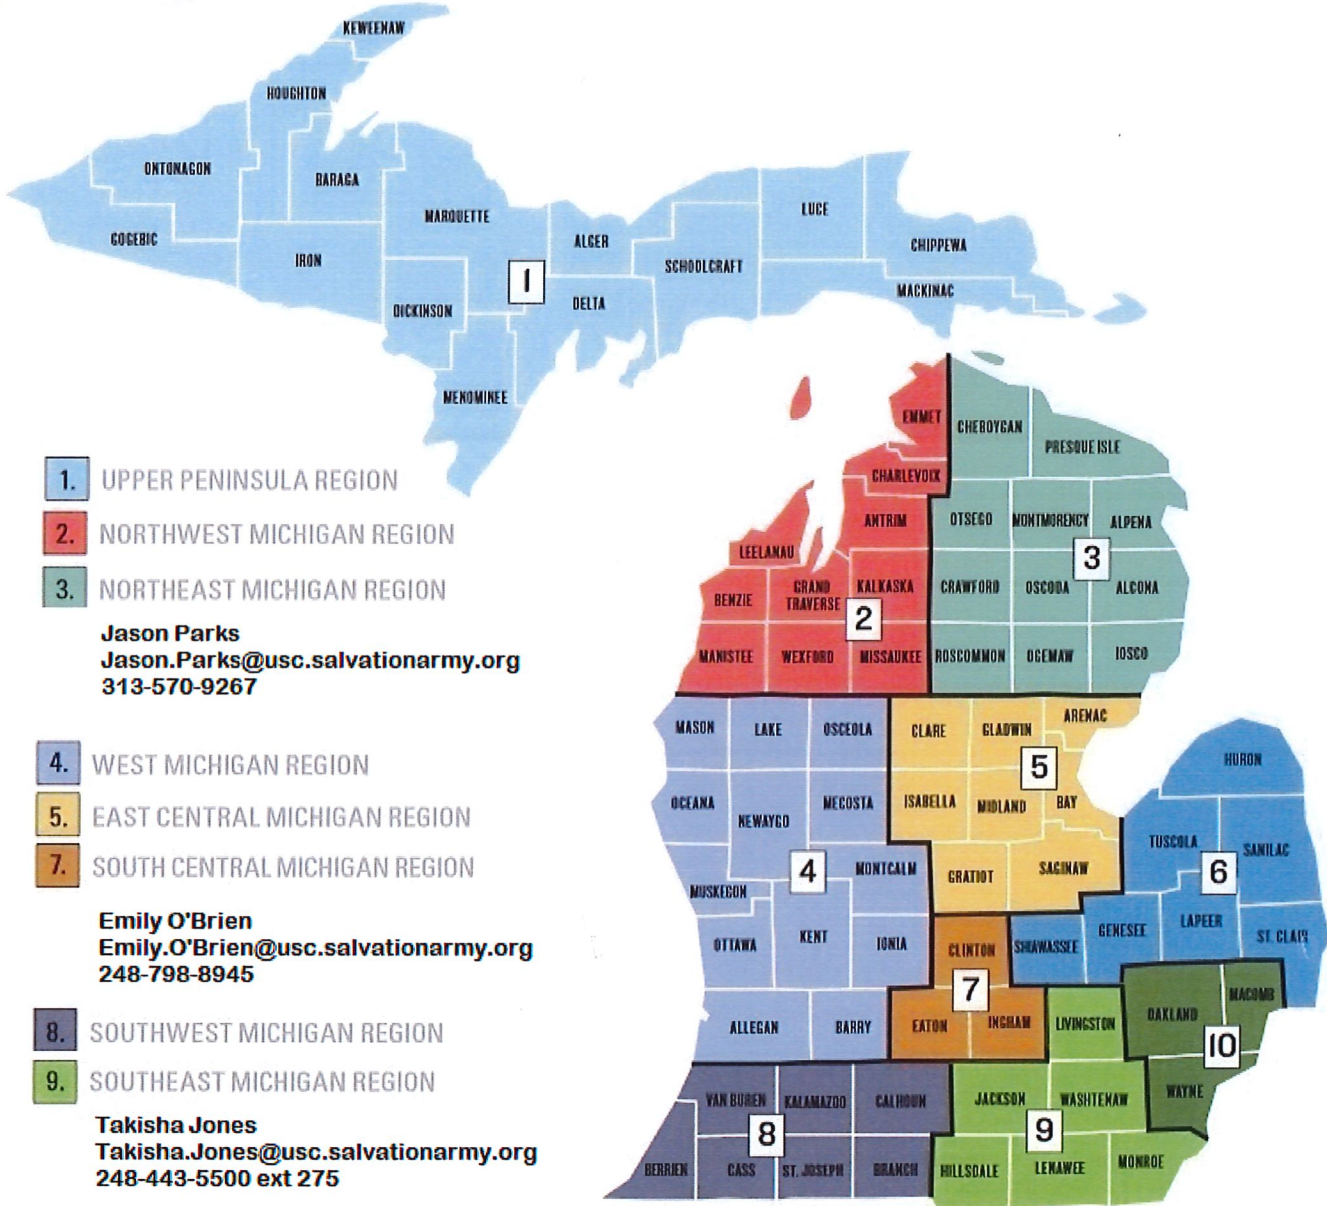 KEWEENAW
HOUGHTON
ONTONAGON
BARAGA
GOGEBIC
IRON
MARQUETTE
DICKINSON
1
ALGER
DELTA
MENOMINEE
SCHOOLCRAFT
LUCE
CHIPPEWA
MACKINAC
EMMET
CHEBOYGAN
PRESQUE ISLE
CHARLEVOIX
ANTRIM
OTSEGO
MONTMORENCY
ALPENA
LEELANAU
3
BENZIE
GRAND
TRAVERSE
KALKASKA
CRAWFORD
OSCODA
ALCONA
2
MANISTEE
WEXFORD
MISSAUKEE
ROSCOMMON
OGEMAW
IOSCO
1. UPPER PENINSULA REGION
2. NORTHWEST MICHIGAN REGION
3. NORTHEAST MICHIGAN REGION
Jason Parks
Jason.Parks@usc.salvationarmy.org
313-570-9267
4. WEST MICHIGAN REGION
5. EAST CENTRAL MICHIGAN REGION
7. SOUTH CENTRAL MICHIGAN REGION
Emily O'Brien
Emily.O'Brien@usc.salvationarmy.org
248-798-8945
8. SOUTHWEST MICHIGAN REGION
9. SOUTHEAST MICHIGAN REGION
Takisha Jones
Takisha.Jones@usc.salvationarmy.org
248-443-5500 ext 275
MASON
LAKE
OSCEOLA
CLARE
GLADWIN
ARENAC
5
HURON
OCEANA
NEWAYGO
MECOSTA
ISABELLA
MIDLAND
BAY
TUSCOLA
SANILAC
4
MONTCALM
GRATIOT
SAGINAW
6
MUSKEGON
OTTAWA
KENT
IONIA
CLINTON
SHIAWASSEE
GENESEE
LAPEER
ST. CLAIR
7
ALLEGAN
BARRY
EATON
INGHAM
LIVINGSTON
OAKLAND
MACOMB
10
VAN BUREN
KALAMAZOO
CALHOUN
JACKSON
WASHTENAW
WAYNE
8
9
BERRIEN
CASS
ST. JOSEPH
BRANCH
HILLSDALE
LENAWEE
MONROE